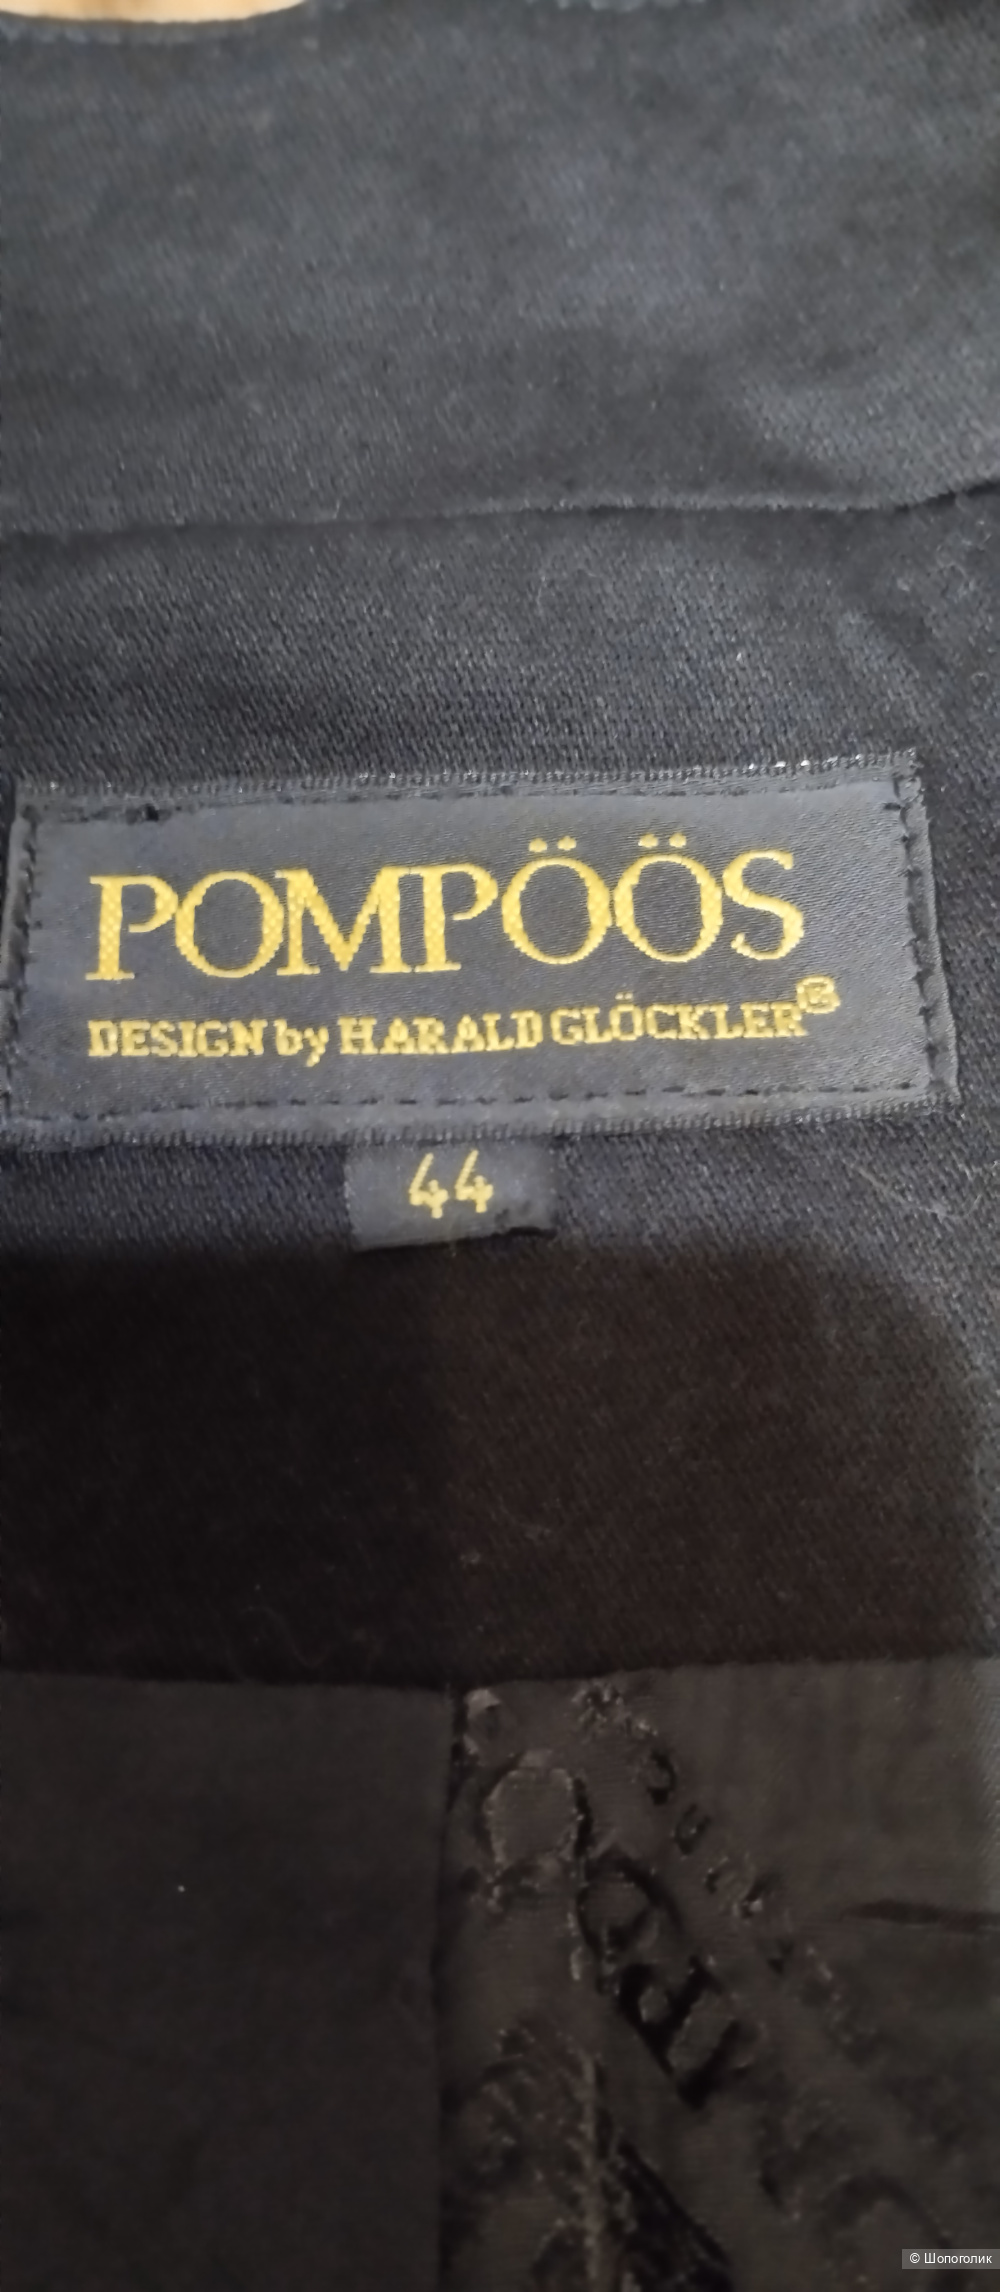 POMPÖÖS
DESIGN by HARALD GLÖCKLER®
44
© Шопоголик